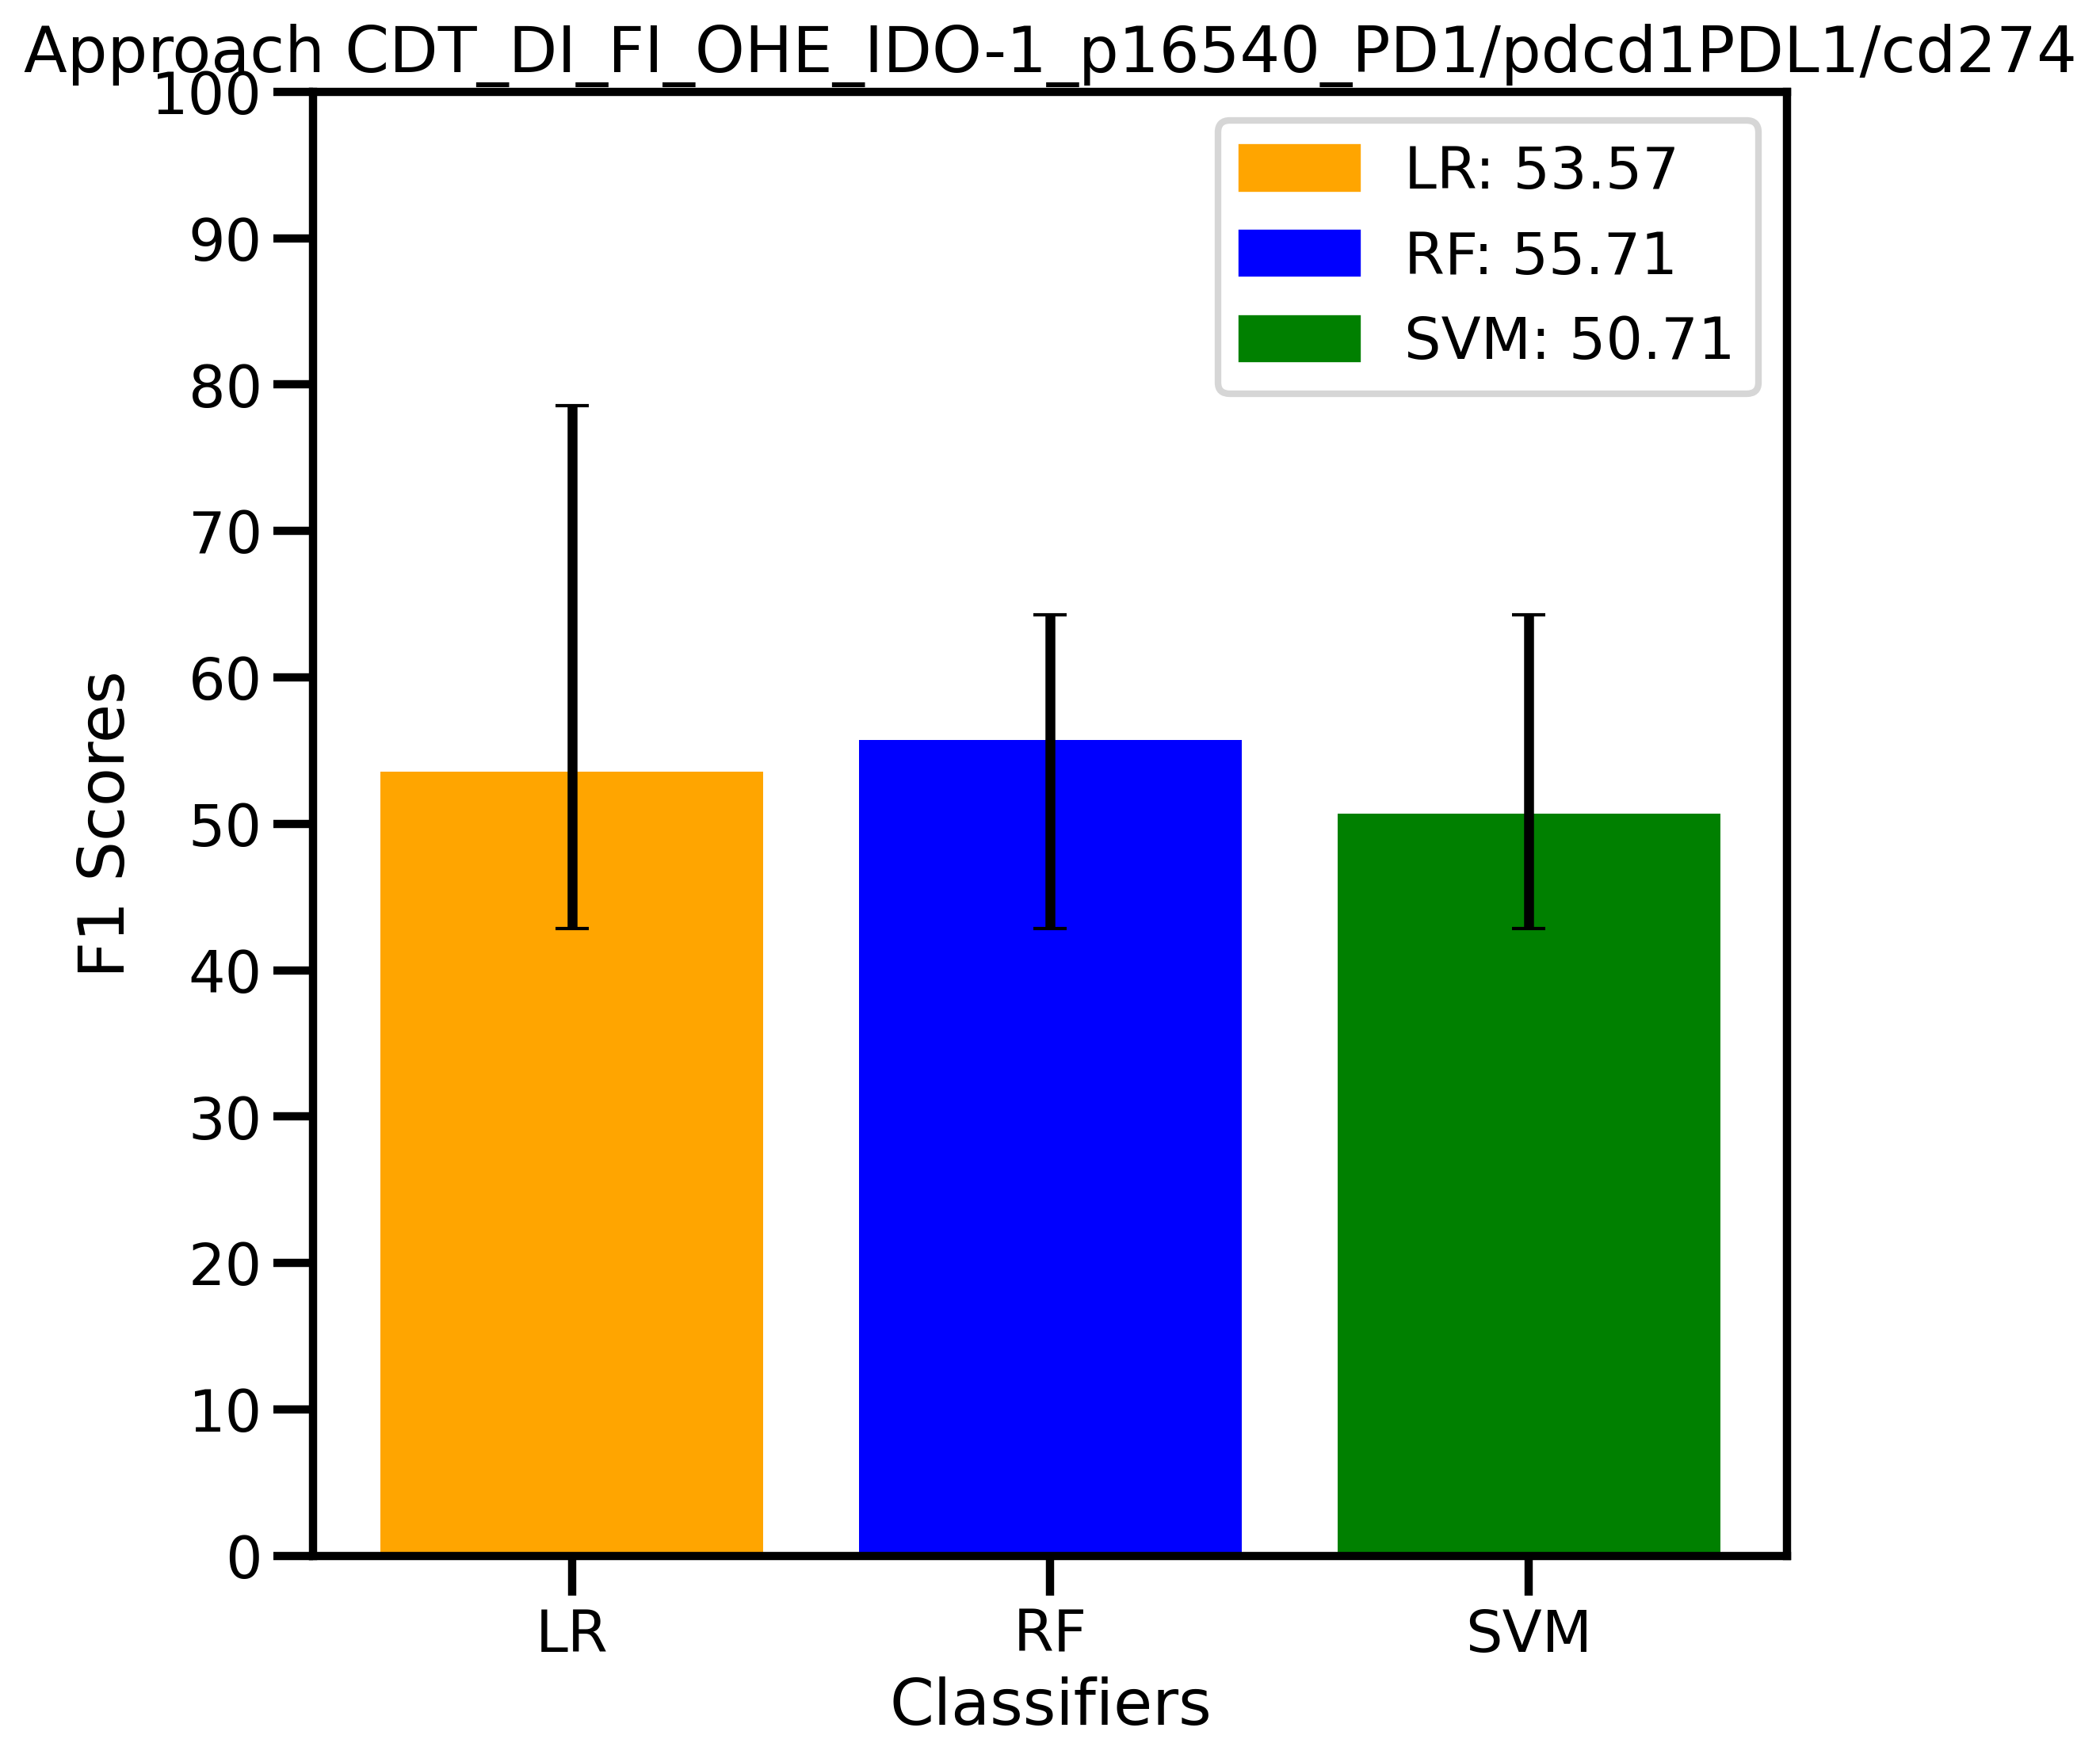 Approach CDT_DI_FI_OHE_IDO-1_p16540_PD1/pdcd1PDL1/cd274
100
90
80
70
60
50
40
30
20
10
0
F1 Scores
LR: 53.57
RF: 55.71
SVM: 50.71
LR
RF
SVM
Classifiers